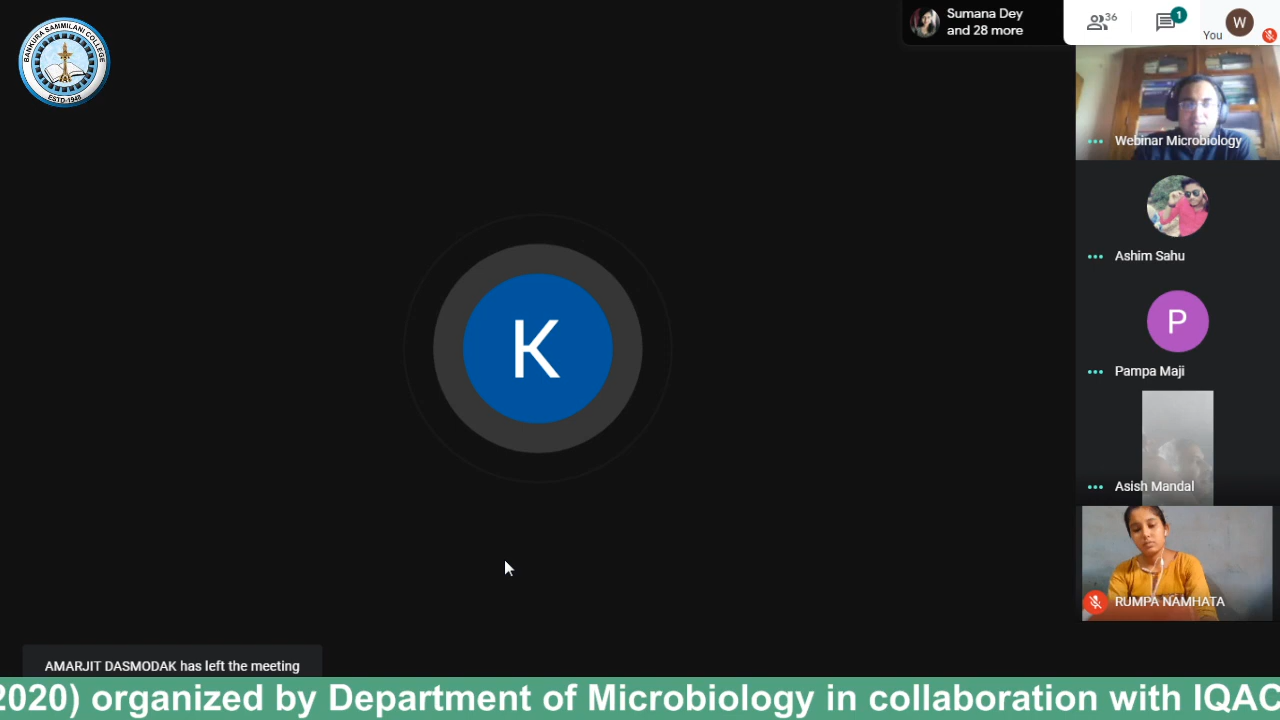 BANKURA SAMMILANI COLLEGE
ESTD-1948
Sumana Dey
and 28 more
36
1
You
W
Webinar Microbiology
Ashim Sahu
P
Pampa Maji
Asish Mandal
RUMPA NAMHATA
K
AMARJIT DASMODAK has left the meeting
2020) organized by Department of Microbiology in collaboration with IQAC